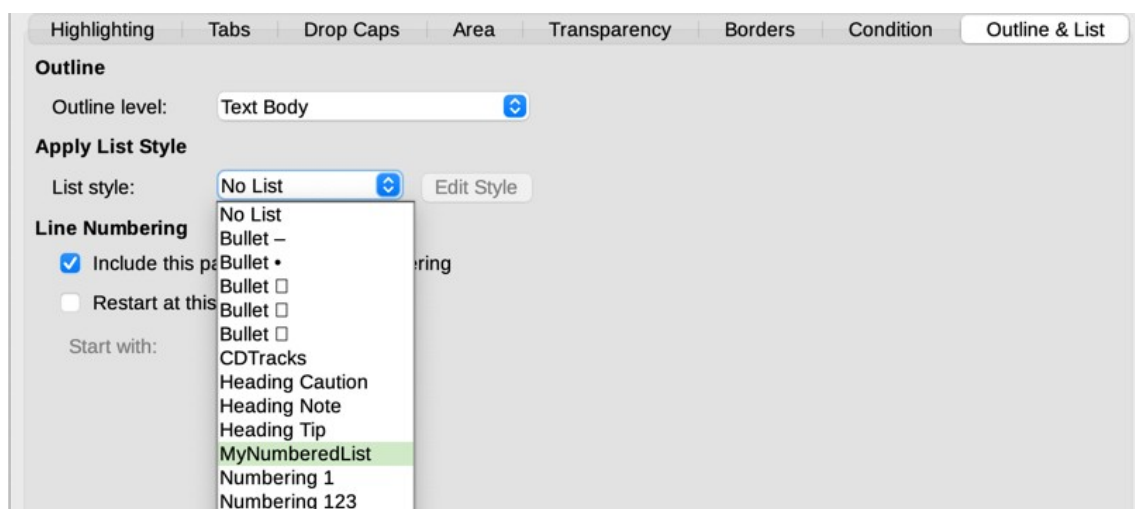 Highlighting Tabs Drop Caps Area Transparency Borders Condition Outline & List
Outline
Outline level: Text Body
Apply List Style
List style: No List Edit Style
No List
Line Numbering
Bullet –
Include this pa Bullet • ring
Bullet □
Restart at this
Bullet □
Bullet □
Start with:
CDTracks
Heading Caution
Heading Note
Heading Tip
MyNumberedList
Numbering 1
Numbering 123